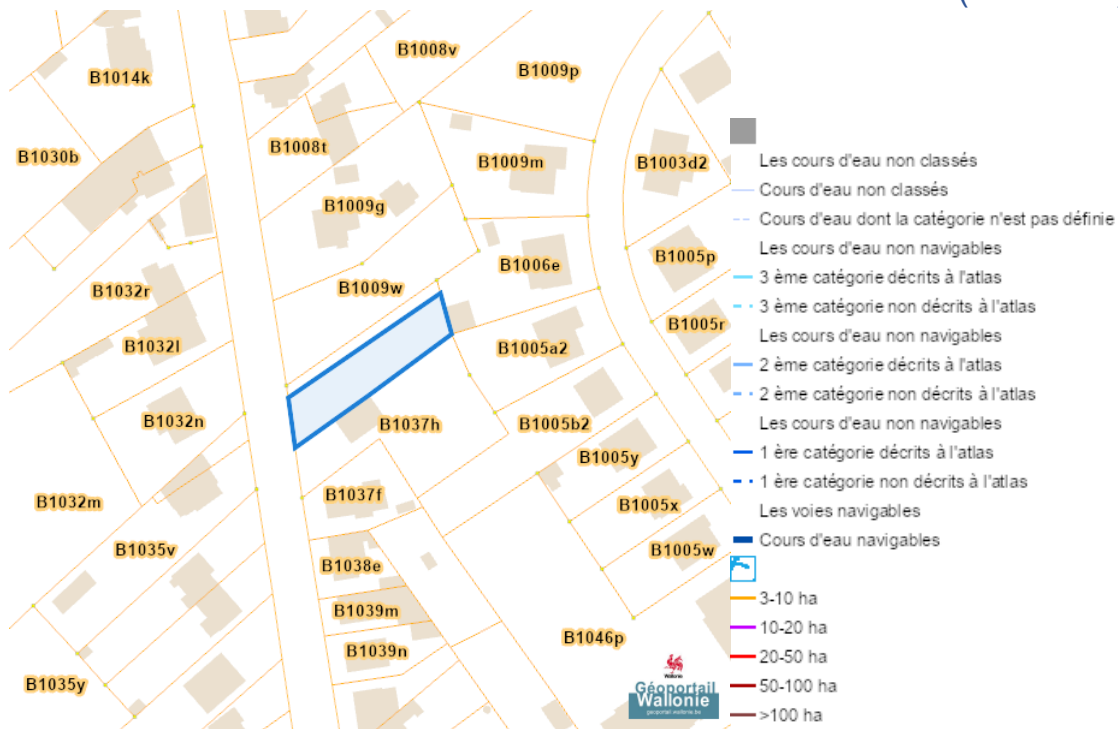 B1008v
B1009p
B1014k
B1008t
B1030b
B1009m
B1003d2
B1009g
B1005p
B1006e
B1032r
B1009w
B1005r
B1032l
B1005a2
B1032n
B1037h
B1005b2
B1005y
B1037f
B1032m
B1005x
B1035v
B1005w
B1038e
B1039m
B1046p
B1039n
B1035y
Wallonie
Géoportail
Wallonie
geoportail.wallonie.be
Les cours d'eau non classés
Cours d'eau non classés
Cours d'eau dont la catégorie n'est pas définie
Les cours d'eau non navigables
3 ème catégorie décrits à l'atlas
3 ème catégorie non décrits à l'atlas
Les cours d'eau non navigables
2 ème catégorie décrits à l'atlas
2 ème catégorie non décrits à l'atlas
Les cours d'eau non navigables
1 ère catégorie décrits à l'atlas
1 ère catégorie non décrits à l'atlas
Les voies navigables
Cours d'eau navigables
3-10 ha
10-20 ha
20-50 ha
50-100 ha
>100 ha